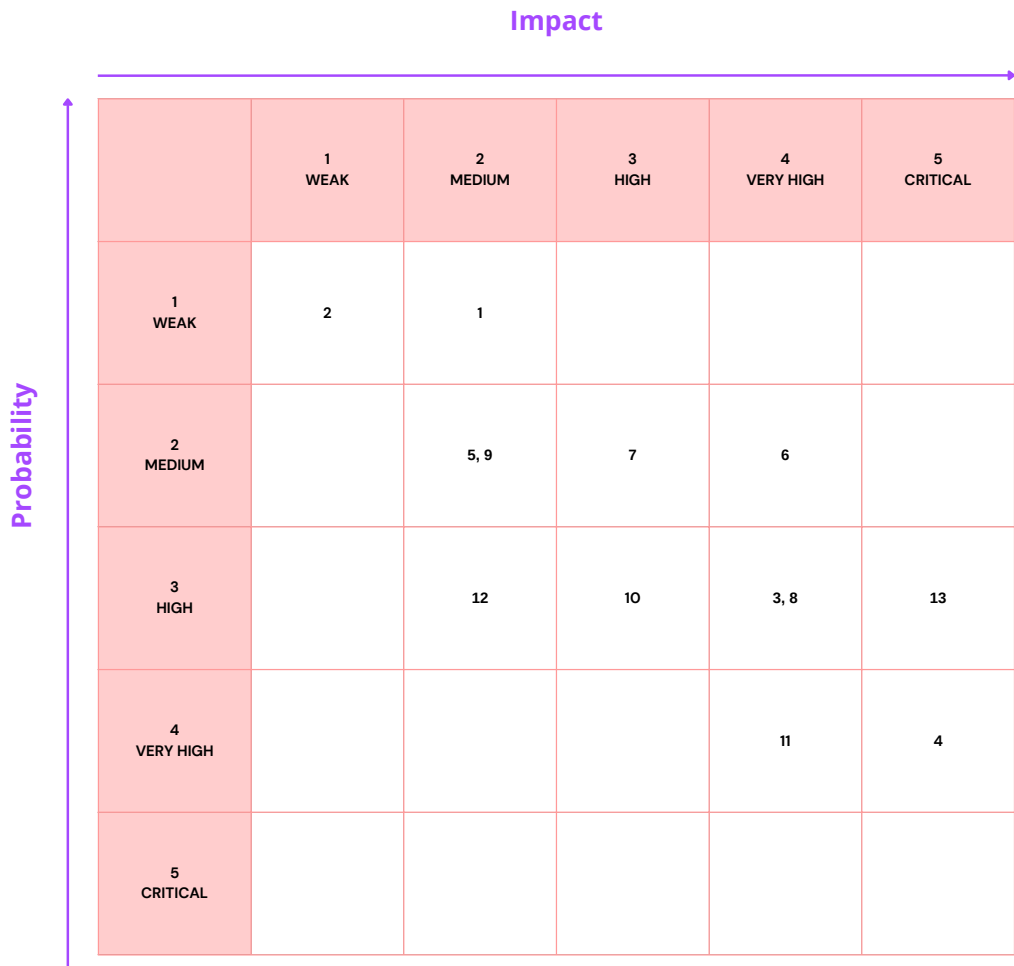 Impact
1
WEAK
2
MEDIUM
3
HIGH
4
VERY HIGH
5
CRITICAL
Probability
1
WEAK
2
1
2
MEDIUM
5, 9
7
6
3
HIGH
12
10
3, 8
13
4
VERY HIGH
11
4
5
CRITICAL